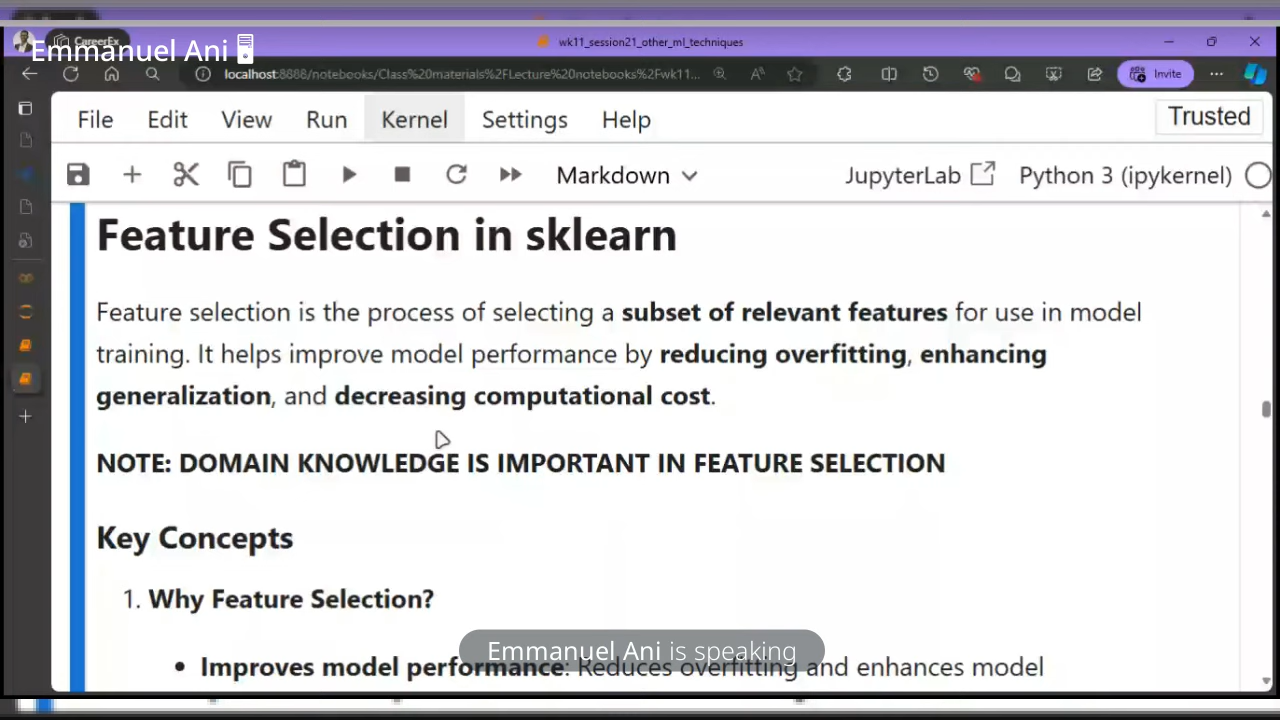 CareerEx
Emmanuel Ani
wk11_session21_other_ml_techniques
localhost:8888/notebooks/Class%20materials%2FLecture%20notebooks%2Fwk11...
Invite
File Edit View Run Kernel Settings Help
Trusted
Markdown
JupyterLab
Python 3 (ipykernel)
Feature Selection in sklearn
Feature selection is the process of selecting a subset of relevant features for use in model
training. It helps improve model performance by reducing overfitting, enhancing
generalization, and decreasing computational cost.
NOTE: DOMAIN KNOWLEDGE IS IMPORTANT IN FEATURE SELECTION
Key Concepts
1. Why Feature Selection?
• Improves model performance: Reduces overfitting and enhances model
Emmanuel Ani is speaking